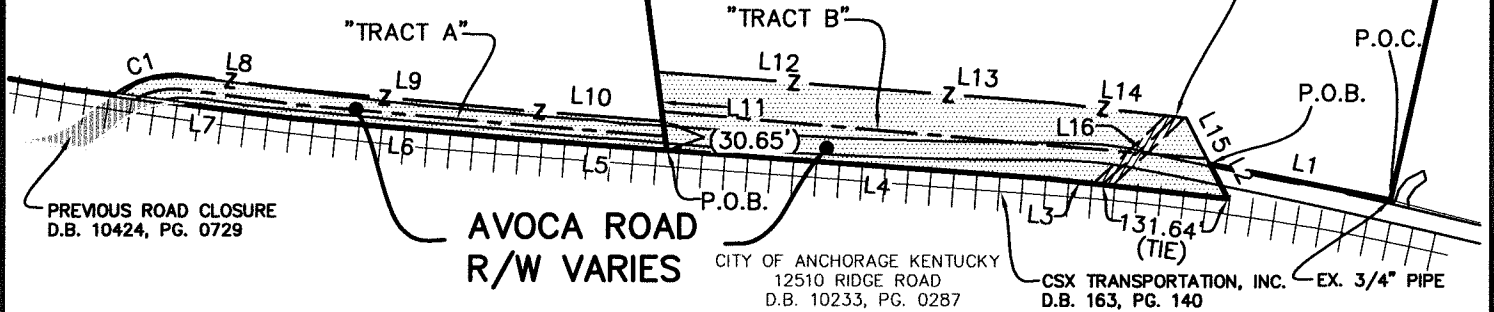 "TRACT A"
"TRACT B"
P.O.C.
C1
L8
Z
L9
Z
Z
L10
L12
Z
L13
Z
L14
Z
P.O.B.
L11
L16
L15
(30.65')
L1
L7
L6
L5
L4
L3
P.O.B.
131.64'
(TIE)
PREVIOUS ROAD CLOSURE
D.B. 10424, PG. 0729
AVOCA ROAD
R/W VARIES
CITY OF ANCHORAGE KENTUCKY
12510 RIDGE ROAD
D.B. 10233, PG. 0287
CSX TRANSPORTATION, INC.
D.B. 163, PG. 140
EX. 3/4" PIPE